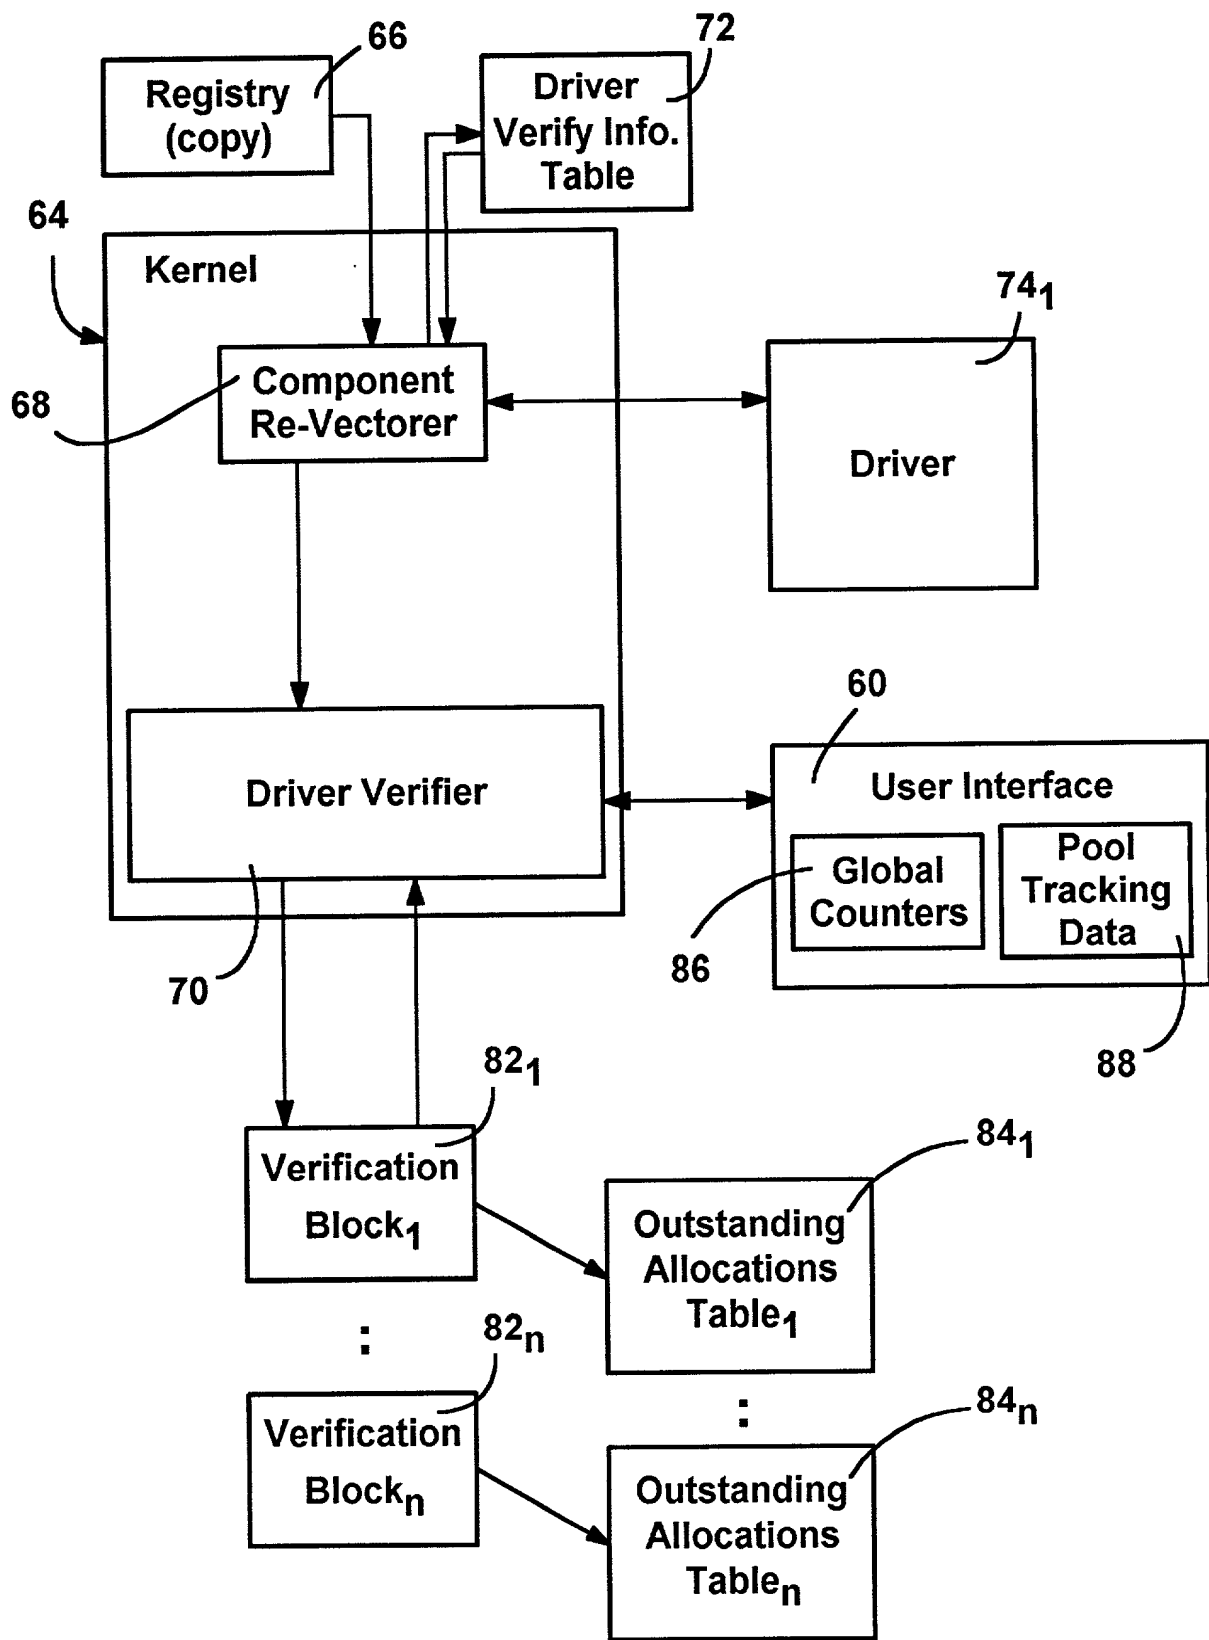 66
72
Registry
(copy)
Driver
Verify Info.
Table
64
Kernel
74₁
68
Component
Re-Vectorer
Driver
60
Driver Verifier
User Interface
Global
Counters
Pool
Tracking
Data
70
86
88
82₁
Verification
Block₁
84₁
Outstanding
Allocations
Table₁
:
82ₙ
Verification
Blockₙ
:
84ₙ
Outstanding
Allocations
Tableₙ